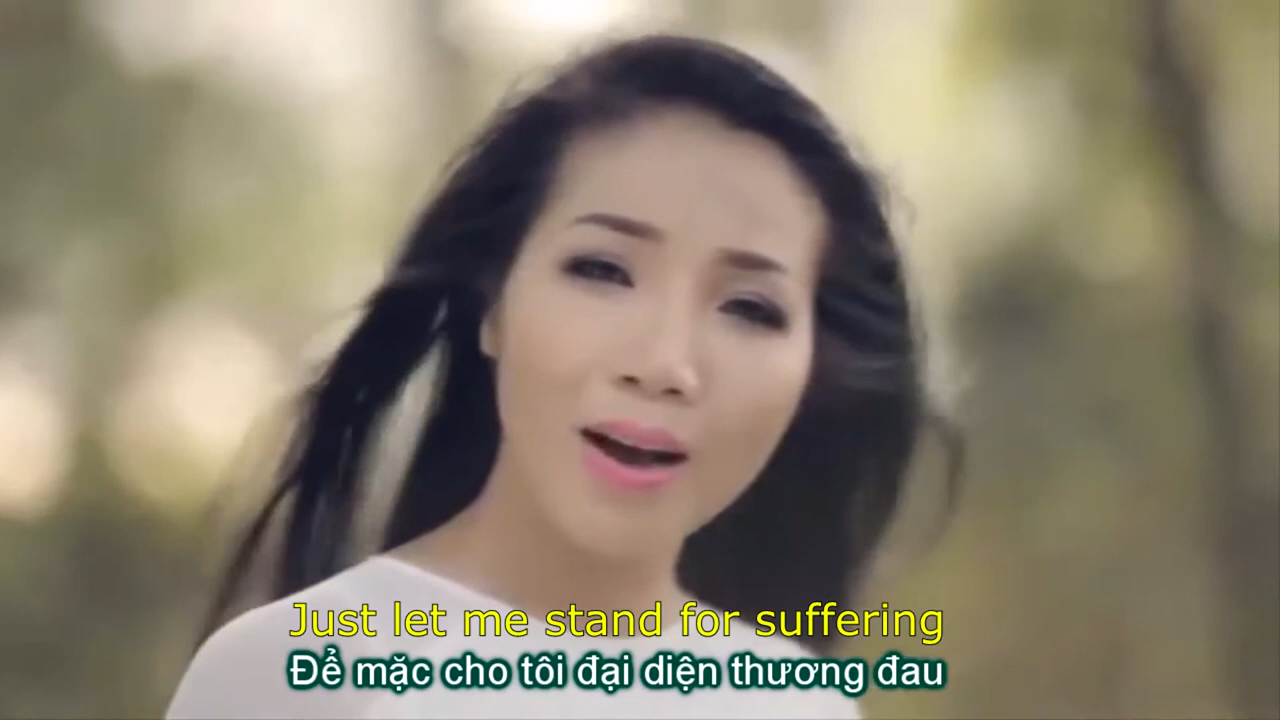 Just let me stand for suffering
Để mặc cho tôi đại diện thương đau